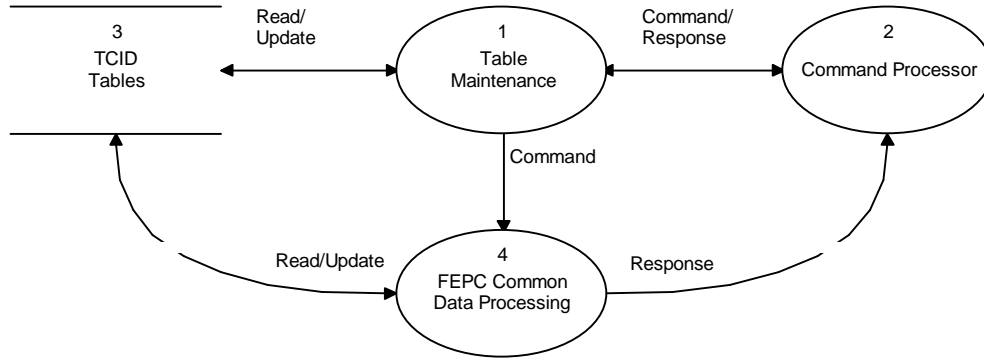 3
TCID
Tables
Read/
Update
1
Table
Maintenance
Command/
Response
2
Command Processor
Command
Read/Update
4
FEPC Common
Data Processing
Response